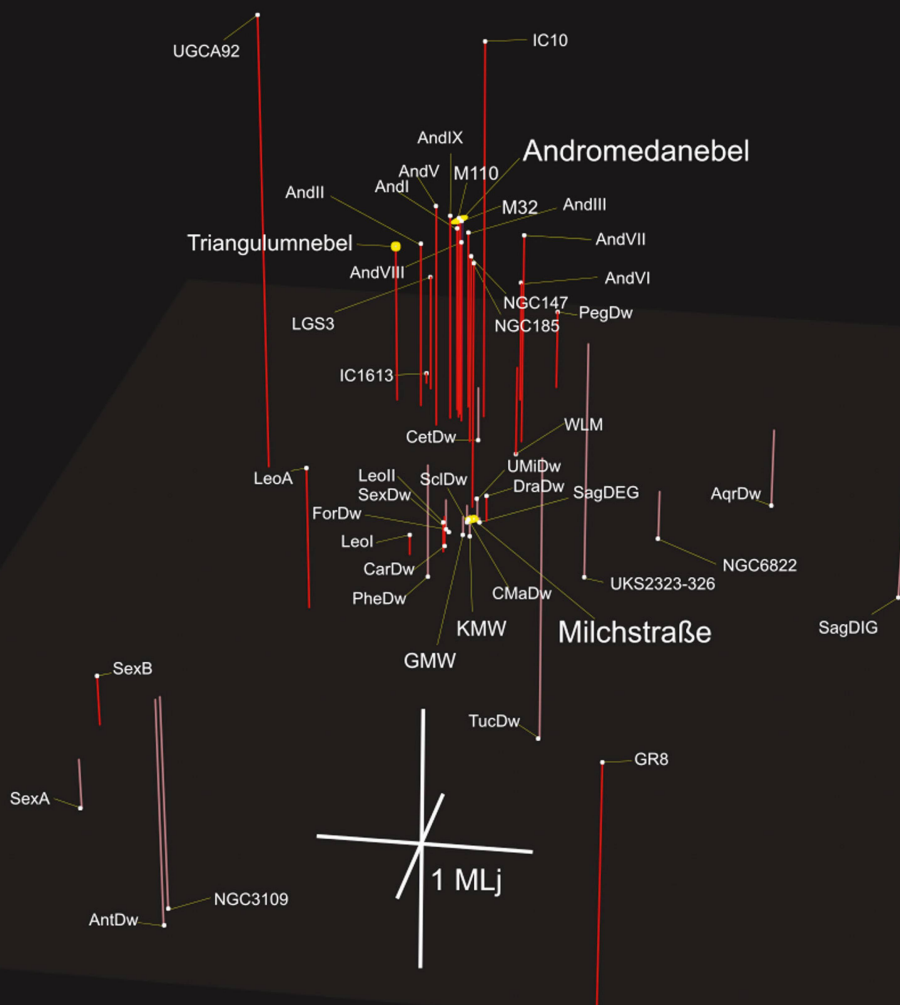 UGCA92
IC10
AndIX
Andromedanebel
AndV
M110
AndI
AndII
M32
AndIII
Triangulumnebel
AndVII
AndVIII
AndVI
NGC147
PegDw
LGS3
NGC185
IC1613
WLM
CetDw
UMiDw
LeoA
LeoII
SclDw
DraDw
SexDw
SagDEG
AqrDw
ForDw
LeoI
NGC6822
CarDw
UKS2323-326
PheDw
CMaDw
KMW
Milchstraße
SagDIG
GMW
SexB
TucDw
GR8
SexA
1 MLj
NGC3109
AntDw